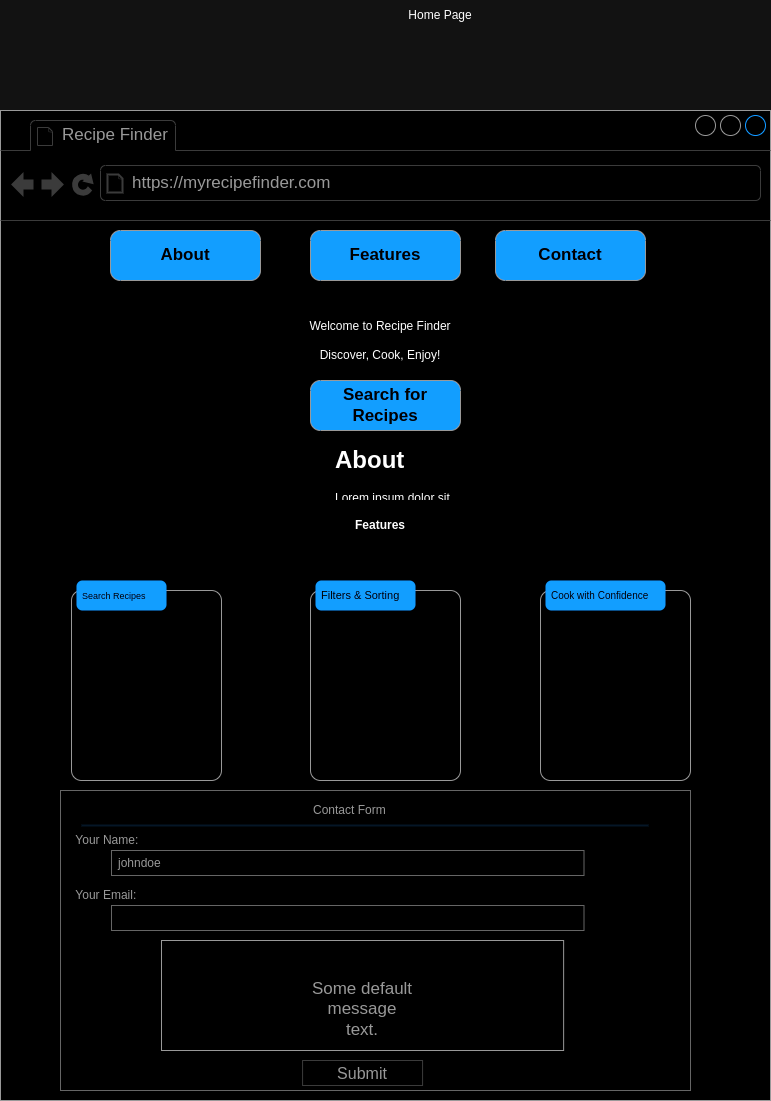 Home Page
Recipe Finder
https://myrecipefinder.com
About
Features
Contact
Welcome to Recipe Finder
Discover, Cook, Enjoy!
Search for
Recipes
About
Lorem ipsum dolor sit
Features
Search Recipes
Filters & Sorting
Cook with Confidence
Contact Form
Your Name:
johndoe
Your Email:
Some default
message
text.
Submit